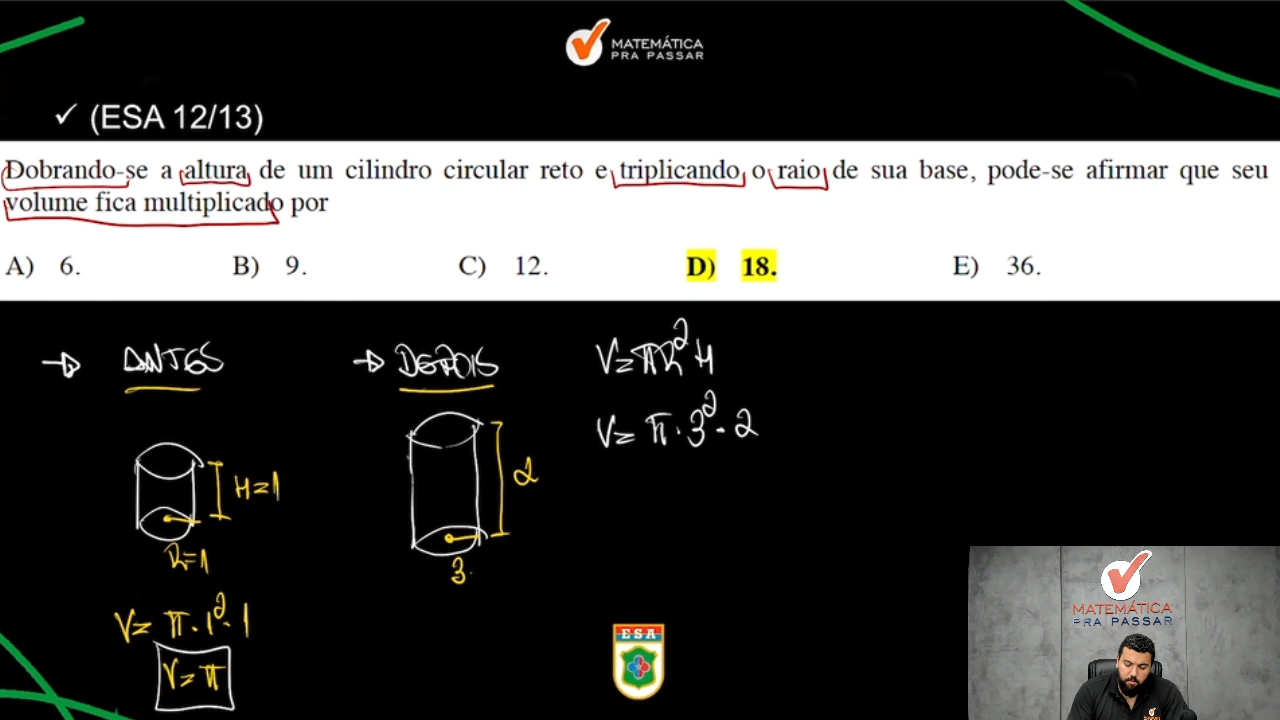 MATEMÁTICA
PRA PASSAR
✓ (ESA 12/13)
Dobrando-se a altura de um cilindro circular reto e triplicando o raio de sua base, pode-se afirmar que seu
volume fica multiplicado por
A) 6. B) 9. C) 12. D) 18. E) 36.
→ ANTES → DEPOIS
V=πR²H
V= π·3²·2
H=1
2
R=1
3
V= π·1²·1
V=π
ESA
MATEMÁTICA
PRA PASSAR